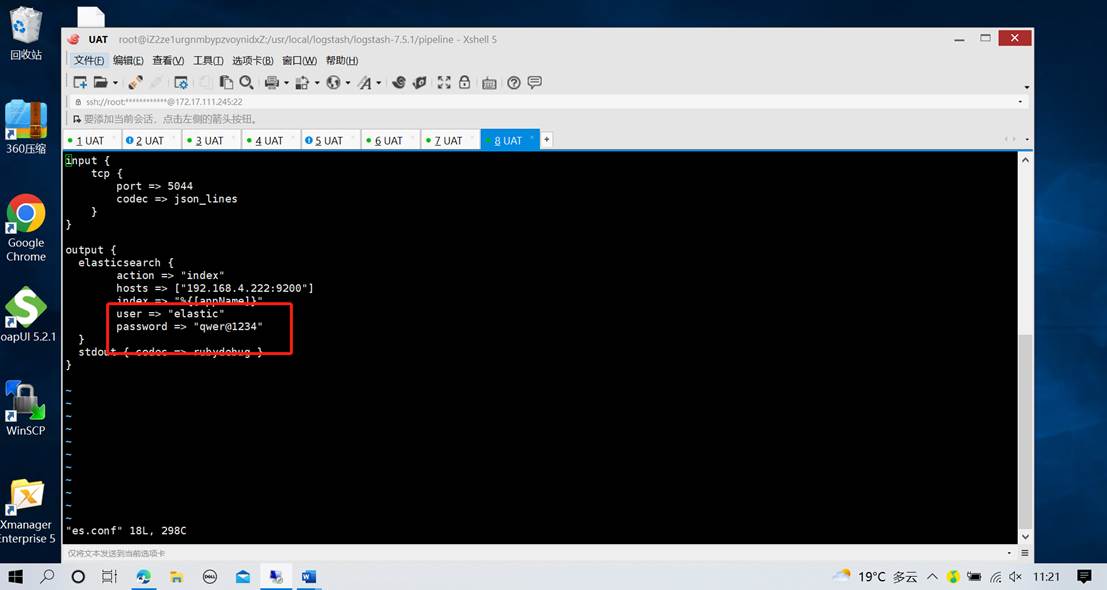 回收站
360压缩
Google
Chrome
oapUI 5.2.1
WinSCP
Xmanager
Enterprise 5
UAT root@iZ2ze1urgnmbypzvoynidxZ:/usr/local/logstash/logstash-7.5.1/pipeline - Xshell 5
文件(F) 编辑(E) 查看(V) 工具(T) 选项卡(B) 窗口(W) 帮助(H)
ssh://root:************@172.17.111.245:22
要添加当前会话，点击左侧的箭头按钮。
1 UAT 2 UAT 3 UAT 4 UAT 5 UAT 6 UAT 7 UAT 8 UAT +
input {
tcp {
port => 5044
codec => json_lines
}
}
output {
elasticsearch {
action => "index"
hosts => ["192.168.4.222:9200"]
index => "%{[appName]}"
user => "elastic"
password => "qwer@1234"
}
stdout { codec => rubydebug }
}
~
~
~
~
~
~
~
~
~
~
~
"es.conf" 18L, 298C
仅将文本发送到当前选项卡
DELL
19°C 多云 11:21